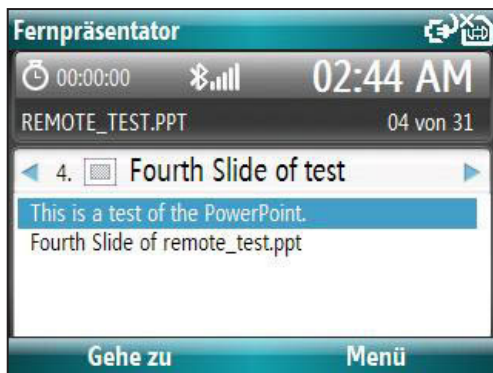 Fernpräsentator
00:00:00 02:44 AM
REMOTE_TEST.PPT 04 von 31
4. Fourth Slide of test
This is a test of the PowerPoint.
Fourth Slide of remote_test.ppt
Gehe zu Menü